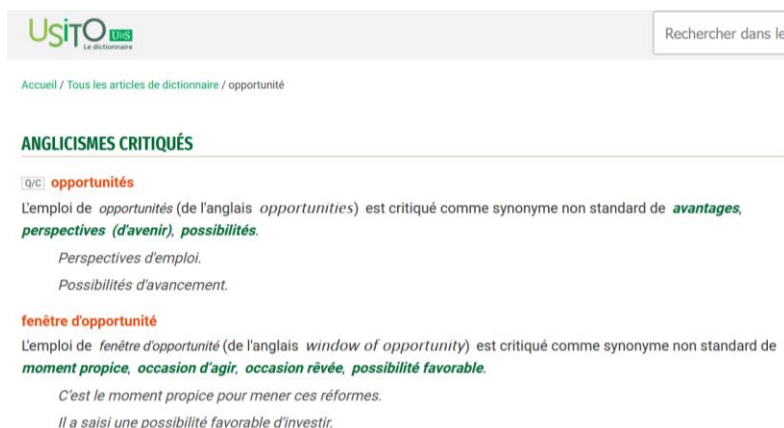 USITO UdS
Le dictionnaire
Rechercher dans le
Accueil / Tous les articles de dictionnaire / opportunité
ANGLICISMES CRITIQUÉS
Q/C opportunités
L'emploi de opportunités (de l'anglais opportunities) est critiqué comme synonyme non standard de avantages,
perspectives (d'avenir), possibilités.
Perspectives d'emploi.
Possibilités d'avancement.
fenêtre d'opportunité
L'emploi de fenêtre d'opportunité (de l'anglais window of opportunity) est critiqué comme synonyme non standard de
moment propice, occasion d'agir, occasion rêvée, possibilité favorable.
C'est le moment propice pour mener ces réformes.
Il a saisi une possibilité favorable d'investir.